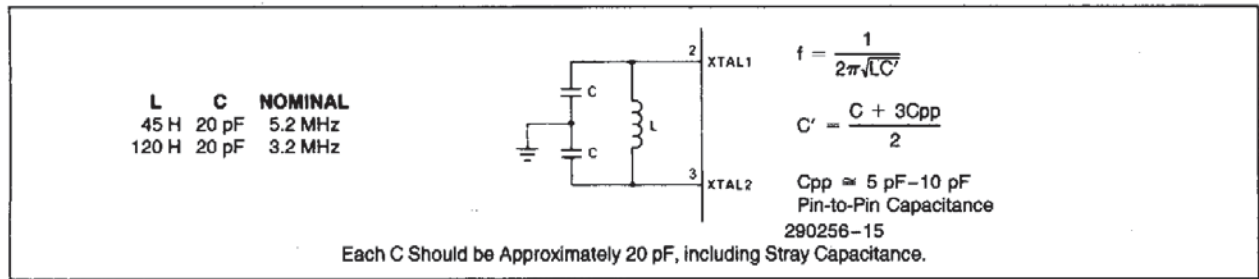 L C NOMINAL
45 H 20 pF 5.2 MHz
120 H 20 pF 3.2 MHz
2
XTAL1
C
L
C
3
XTAL2
f = 1 / 2π√LC′
C′ = C + 3Cpp / 2
Cpp ≅ 5 pF–10 pF
Pin-to-Pin Capacitance
290256–15
Each C Should be Approximately 20 pF, including Stray Capacitance.